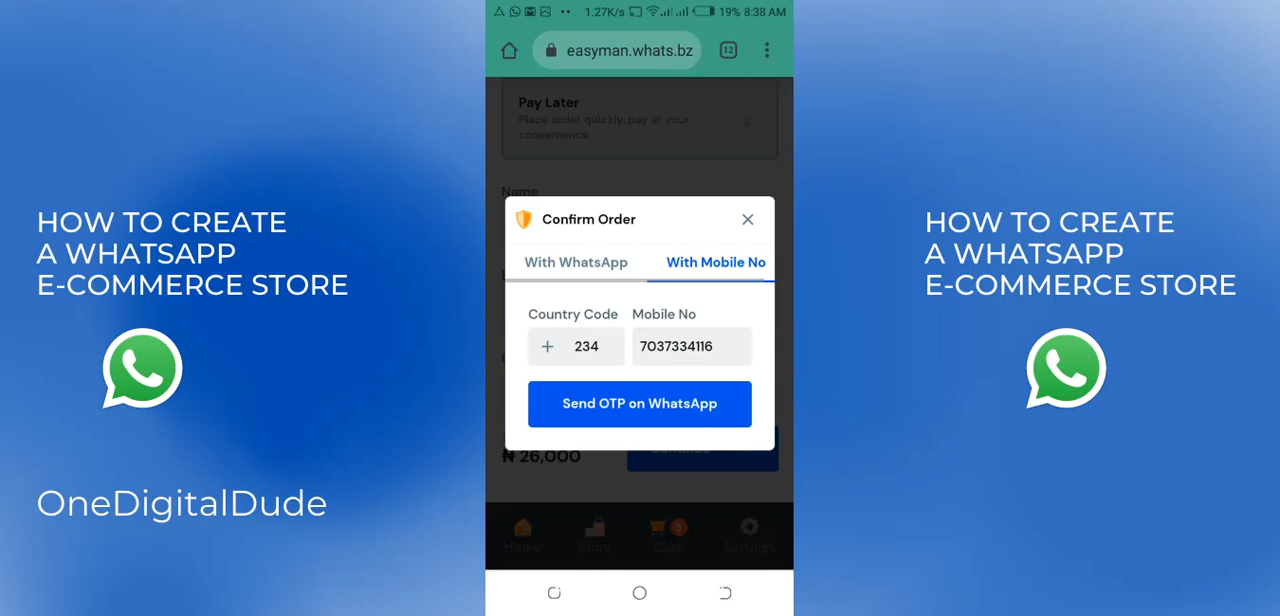 HOW TO CREATE
A WHATSAPP
E-COMMERCE STORE
OneDigitalDude
1.27K/s 19% 8:38 AM
easyman.whats.bz
12
Pay Later
Place order quickly, pay at your
convenience
Name
Confirm Order
With WhatsApp
With Mobile No
Country Code
Mobile No
+ 234
7037334116
Send OTP on WhatsApp
₦ 26,000
Continue
Home
Store
Cart
3
Settings
HOW TO CREATE
A WHATSAPP
E-COMMERCE STORE